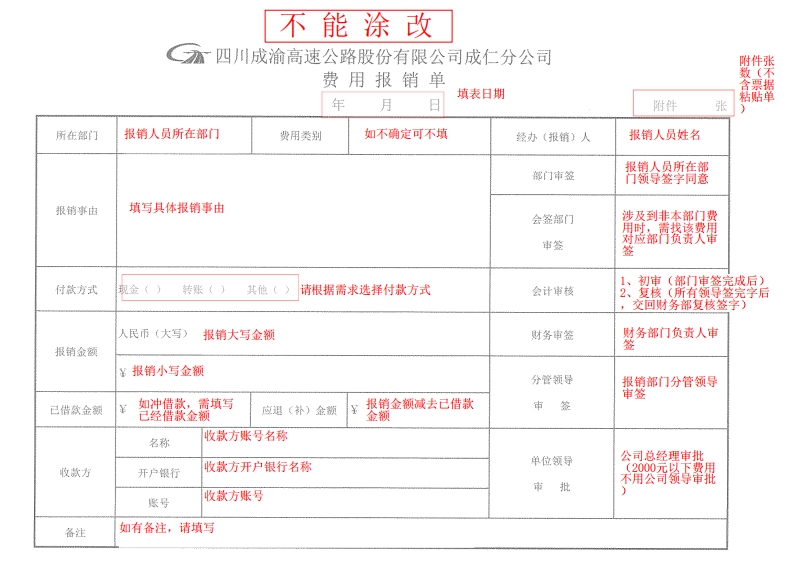 不能涂改
四川成渝高速公路股份有限公司成仁分公司
费用报销单
年 月 日
填表日期
附件 张
附件张
数（不
含票据
粘贴单
）
所在部门
报销人员所在部门
费用类别
如不确定可不填
经办（报销）人
报销人员姓名
报销事由
填写具体报销事由
部门审签
报销人员所在部
门领导签字同意
会签部门
审签
涉及到非本部门费
用时，需找该费用
对应部门负责人审
签
付款方式
现金（ ） 转账（ ） 其他（ ）
请根据需求选择付款方式
会计审核
1、初审（部门审签完成后）
2、复核（所有领导签完字后
，交回财务部复核签字）
报销金额
人民币（大写）
报销大写金额
财务审签
财务部门负责人审
签
¥
报销小写金额
分管领导
审 签
报销部门分管领导
审签
已借款金额
¥
如冲借款，需填写
已经借款金额
应退（补）金额
¥
报销金额减去已借款
金额
收款方
名称
收款方账号名称
开户银行
收款方开户银行名称
账号
收款方账号
单位领导
审 批
公司总经理审批
（2000元以下费用
不用公司领导审批
）
备注
如有备注，请填写